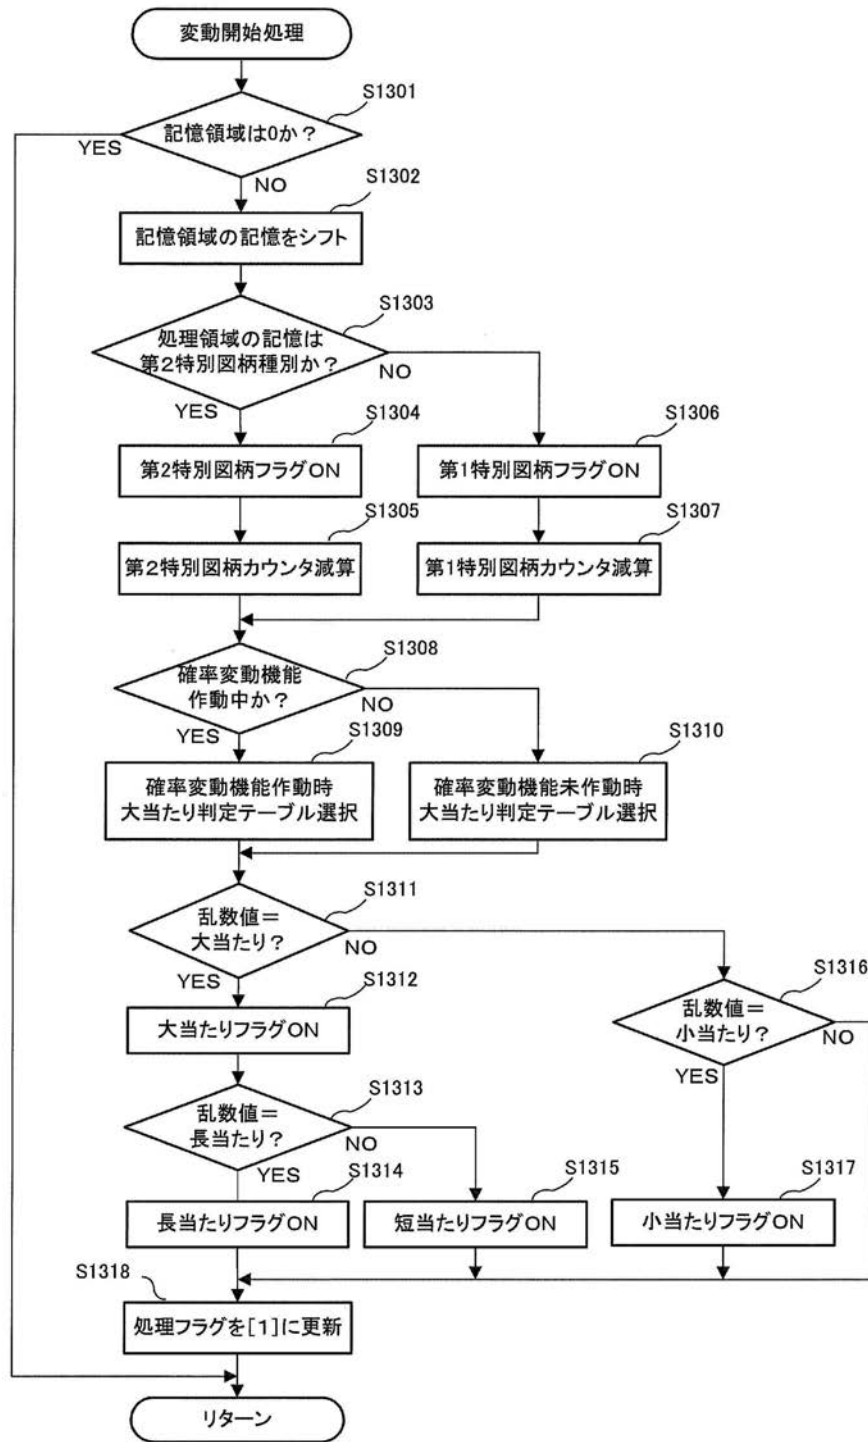 変動開始処理
S1301
記憶領域は0か？
YES
NO
S1302
記憶領域の記憶をシフト
S1303
処理領域の記憶は
第２特別図柄種別か？
NO
YES
S1304
S1306
第2特別図柄フラグON
第1特別図柄フラグON
S1305
S1307
第２特別図柄カウンタ減算
第1特別図柄カウンタ減算
S1308
確率変動機能
作動中か？
NO
YES
S1309
S1310
確率変動機能作動時
大当たり判定テーブル選択
確率変動機能未作動時
大当たり判定テーブル選択
S1311
乱数値＝
大当たり？
NO
YES
S1312
S1316
大当たりフラグON
乱数値＝
小当たり？
NO
YES
S1313
乱数値＝
長当たり？
NO
YES
S1314
S1315
S1317
長当たりフラグON
短当たりフラグON
小当たりフラグON
S1318
処理フラグを[１]に更新
リターン